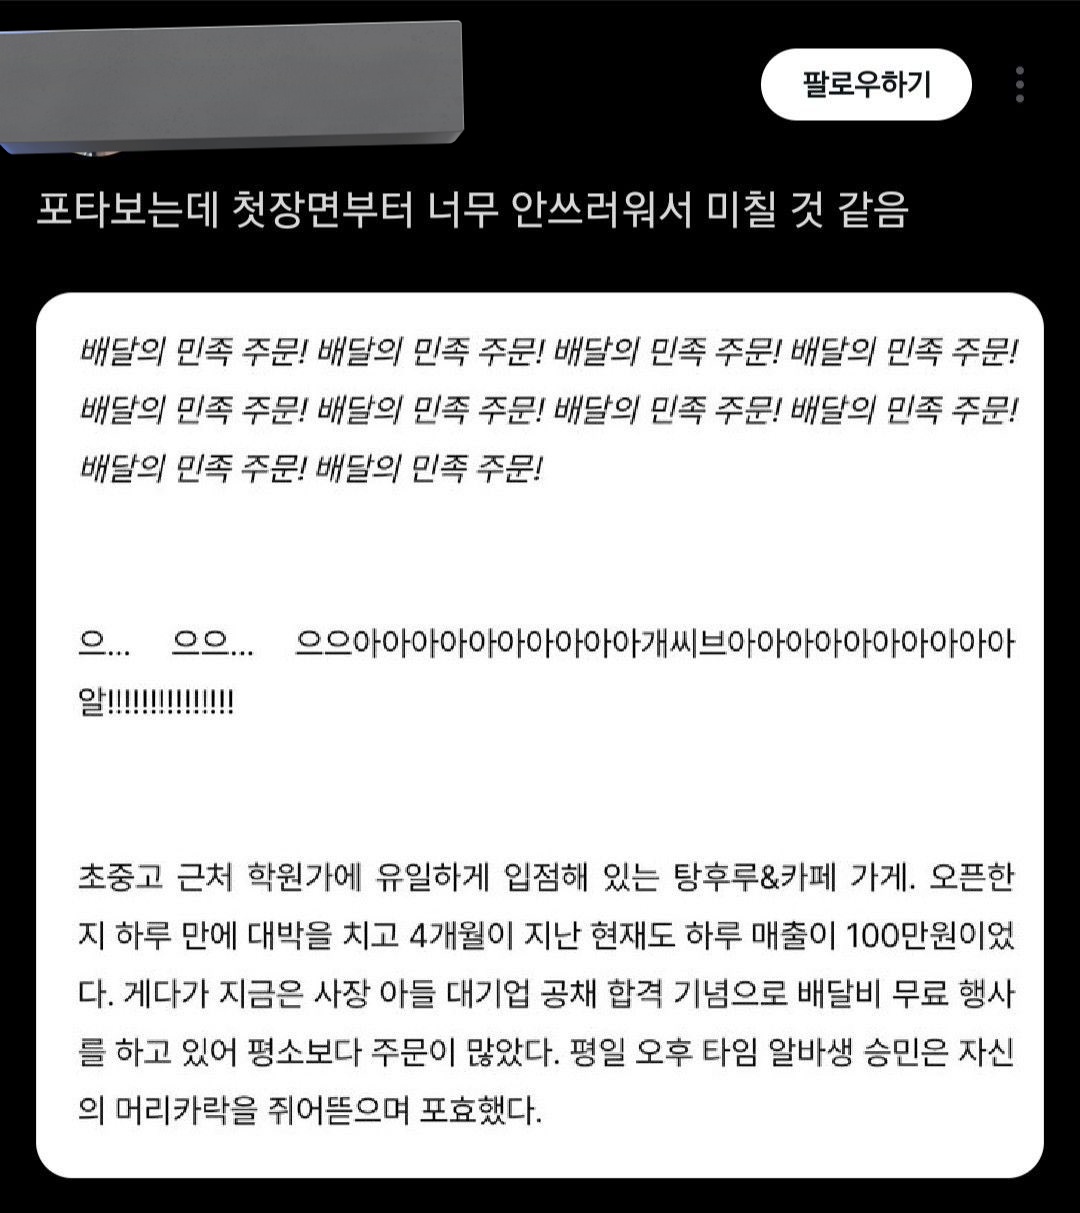 팔로우하기
포타보는데 첫장면부터 너무 안쓰러워서 미칠 것 같음
배달의 민족 주문! 배달의 민족 주문! 배달의 민족 주문! 배달의 민족 주문!
배달의 민족 주문! 배달의 민족 주문! 배달의 민족 주문! 배달의 민족 주문!
배달의 민족 주문! 배달의 민족 주문!
으... 으으... 으으아아아아아아아아아아개씨브아아아아아아아아아아
알!!!!!!!!!!!!!!!
초중고 근처 학원가에 유일하게 입점해 있는 탕후루&카페 가게. 오픈한
지 하루 만에 대박을 치고 4개월이 지난 현재도 하루 매출이 100만원이었
다. 게다가 지금은 사장 아들 대기업 공채 합격 기념으로 배달비 무료 행사
를 하고 있어 평소보다 주문이 많았다. 평일 오후 타임 알바생 승민은 자신
의 머리카락을 쥐어뜯으며 포효했다.